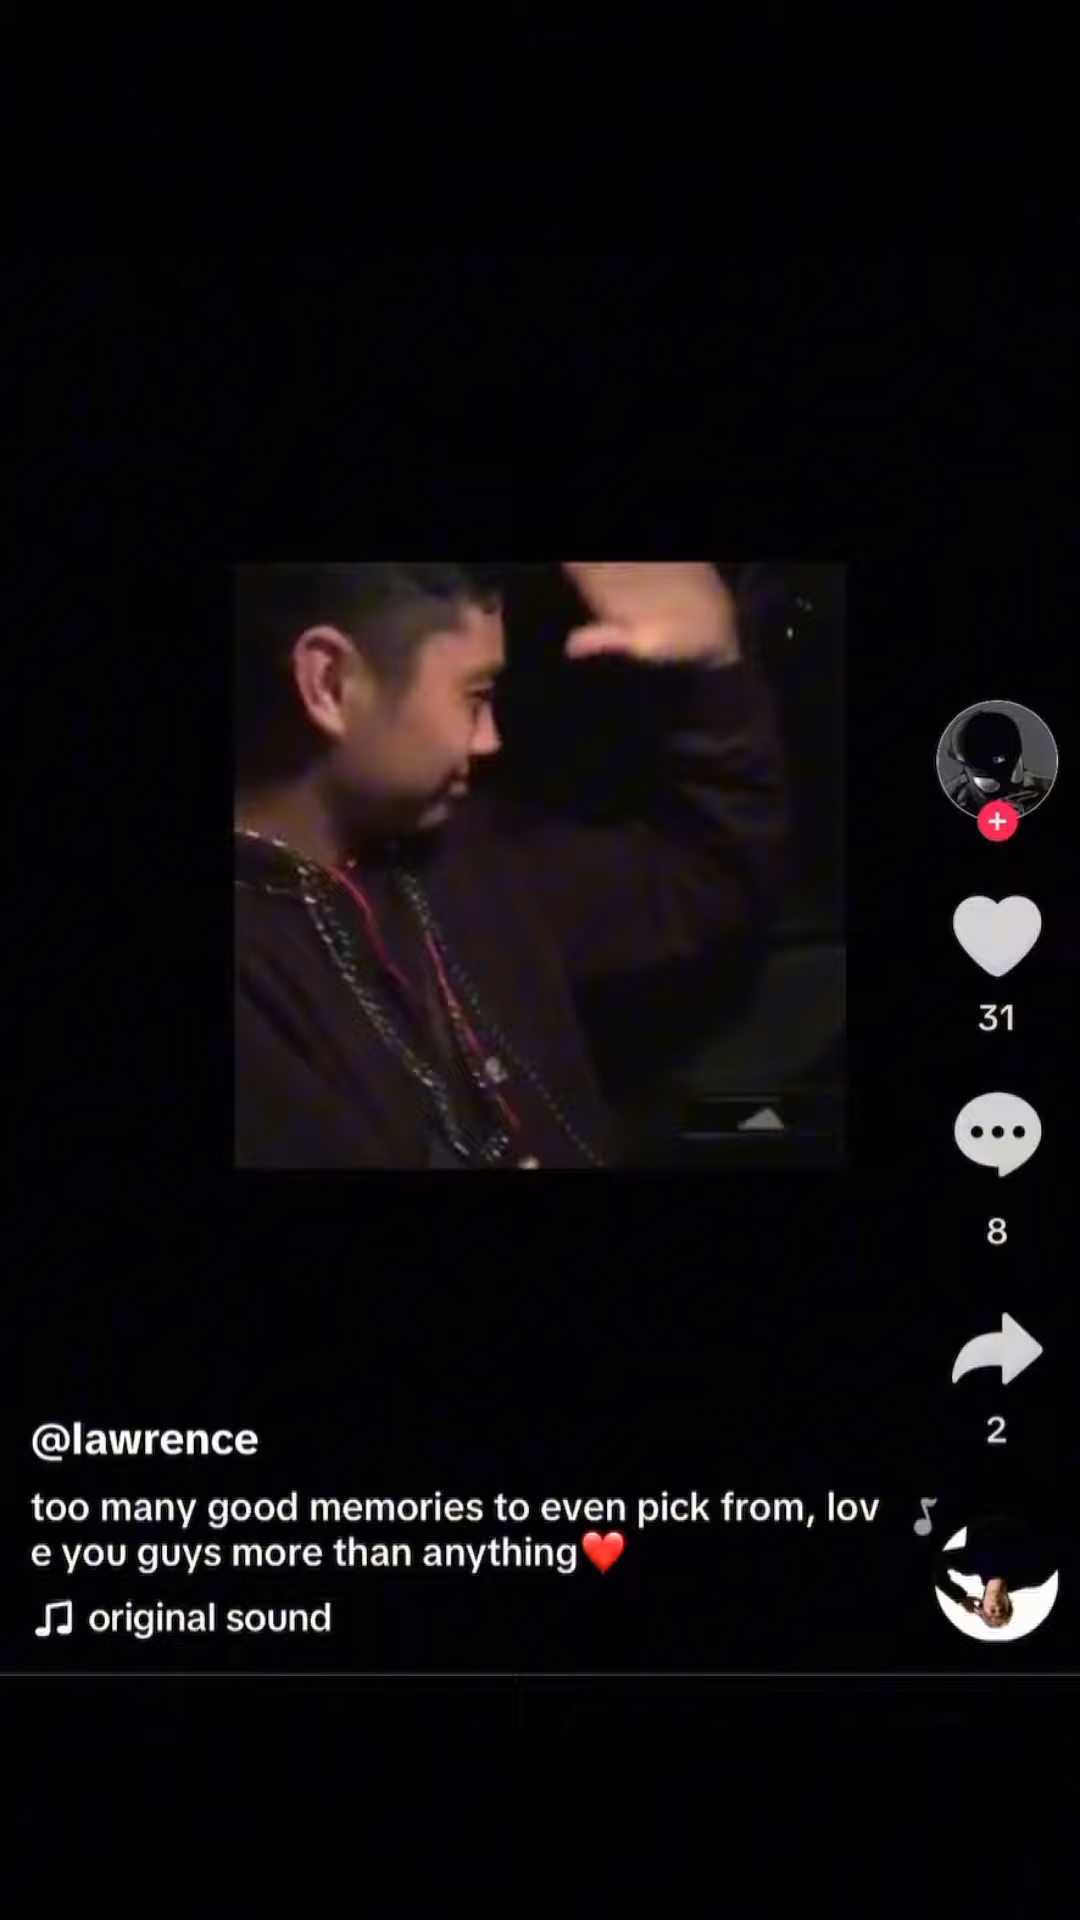 31
8
2
@lawrence
too many good memories to even pick from, lov
e you guys more than anything❤️
original sound